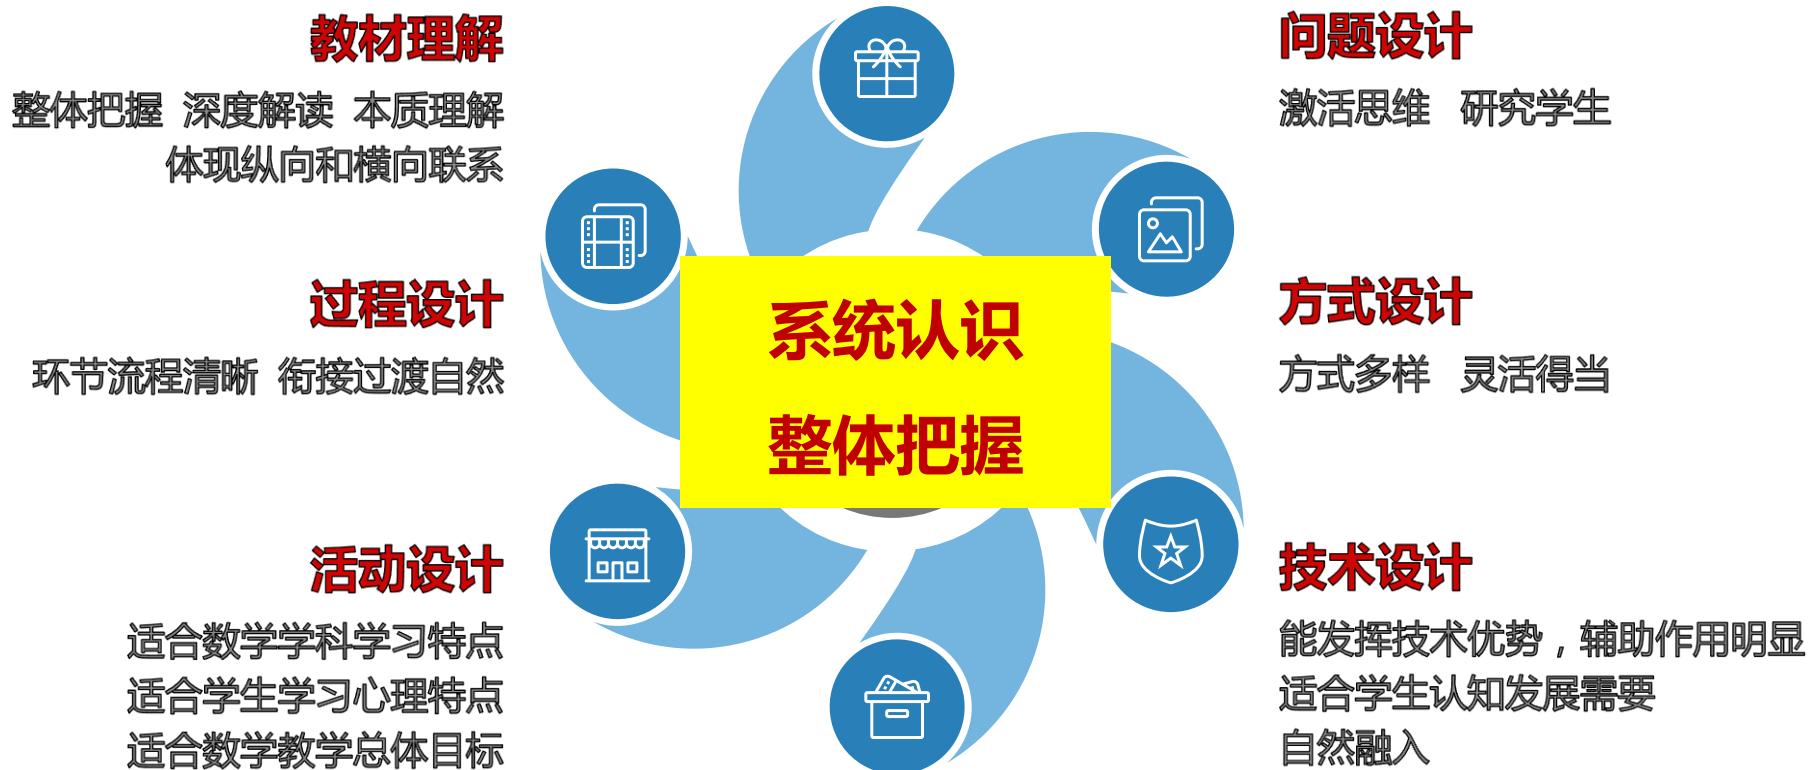 教材理解
整体把握 深度解读 本质理解
体现纵向和横向联系
过程设计
环节流程清晰 衔接过渡自然
活动设计
适合数学学科学习特点
适合学生学习心理特点
适合数学教学总体目标
系统认识
整体把握
问题设计
激活思维 研究学生
方式设计
方式多样 灵活得当
技术设计
能发挥技术优势，辅助作用明显
适合学生认知发展需要
自然融入